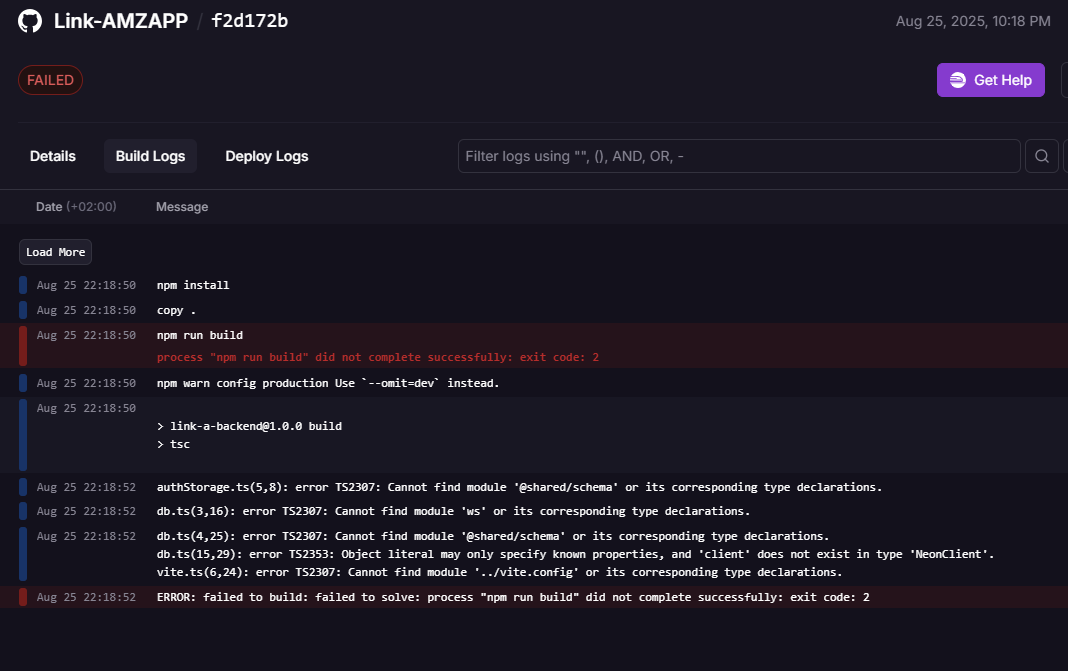 Link-AMZAPP / f2d172b
Aug 25, 2025, 10:18 PM
FAILED
Get Help
Details Build Logs Deploy Logs
Filter logs using "", (), AND, OR, -
Date (+02:00) Message
Load More
Aug 25 22:18:50 npm install
Aug 25 22:18:50 copy .
Aug 25 22:18:50 npm run build
process "npm run build" did not complete successfully: exit code: 2
Aug 25 22:18:50 npm warn config production Use `--omit=dev` instead.
Aug 25 22:18:50
> link-a-backend@1.0.0 build
> tsc
Aug 25 22:18:52 authStorage.ts(5,8): error TS2307: Cannot find module '@shared/schema' or its corresponding type declarations.
Aug 25 22:18:52 db.ts(3,16): error TS2307: Cannot find module 'ws' or its corresponding type declarations.
Aug 25 22:18:52 db.ts(4,25): error TS2307: Cannot find module '@shared/schema' or its corresponding type declarations.
db.ts(15,29): error TS2353: Object literal may only specify known properties, and 'client' does not exist in type 'NeonClient'.
vite.ts(6,24): error TS2307: Cannot find module '../vite.config' or its corresponding type declarations.
Aug 25 22:18:52 ERROR: failed to build: failed to solve: process "npm run build" did not complete successfully: exit code: 2